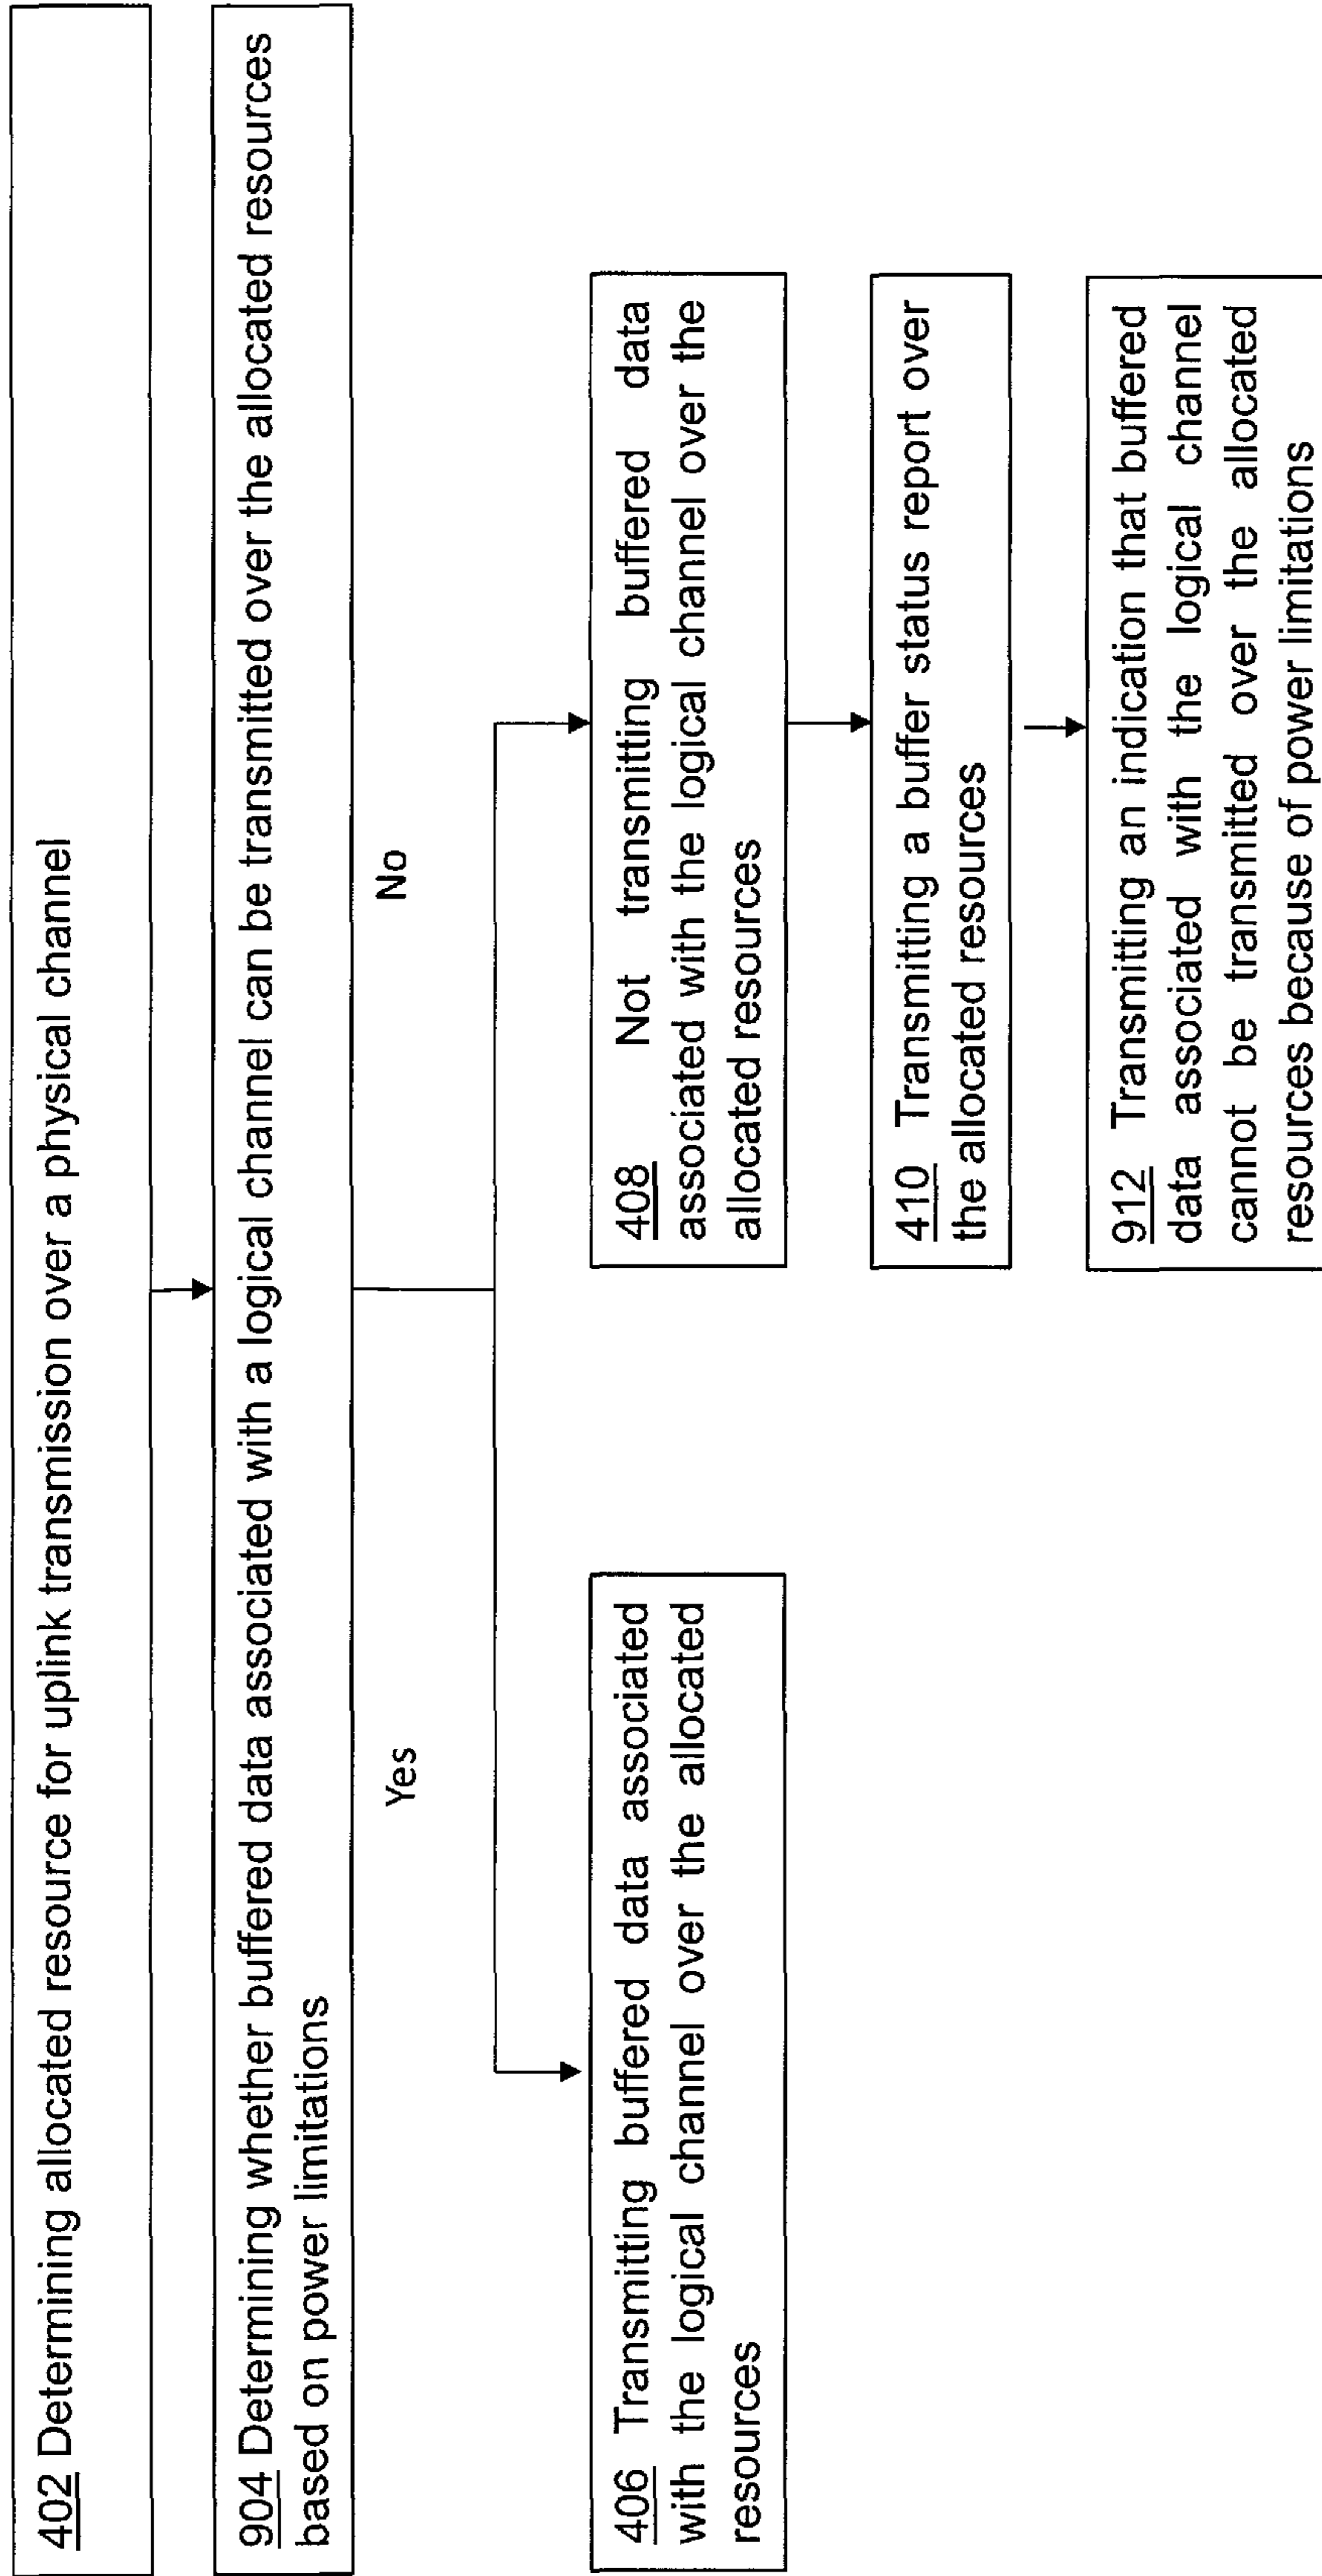 402 Determining allocated resource for uplink transmission over a physical channel
904 Determining whether buffered data associated with a logical channel can be transmitted over the allocated resources
based on power limitations
Yes
No
406 Transmitting buffered data associated
with the logical channel over the allocated
resources
408 Not transmitting buffered data
associated with the logical channel over the
allocated resources
410 Transmitting a buffer status report over
the allocated resources
912 Transmitting an indication that buffered
data associated with the logical channel
cannot be transmitted over the allocated
resources because of power limitations